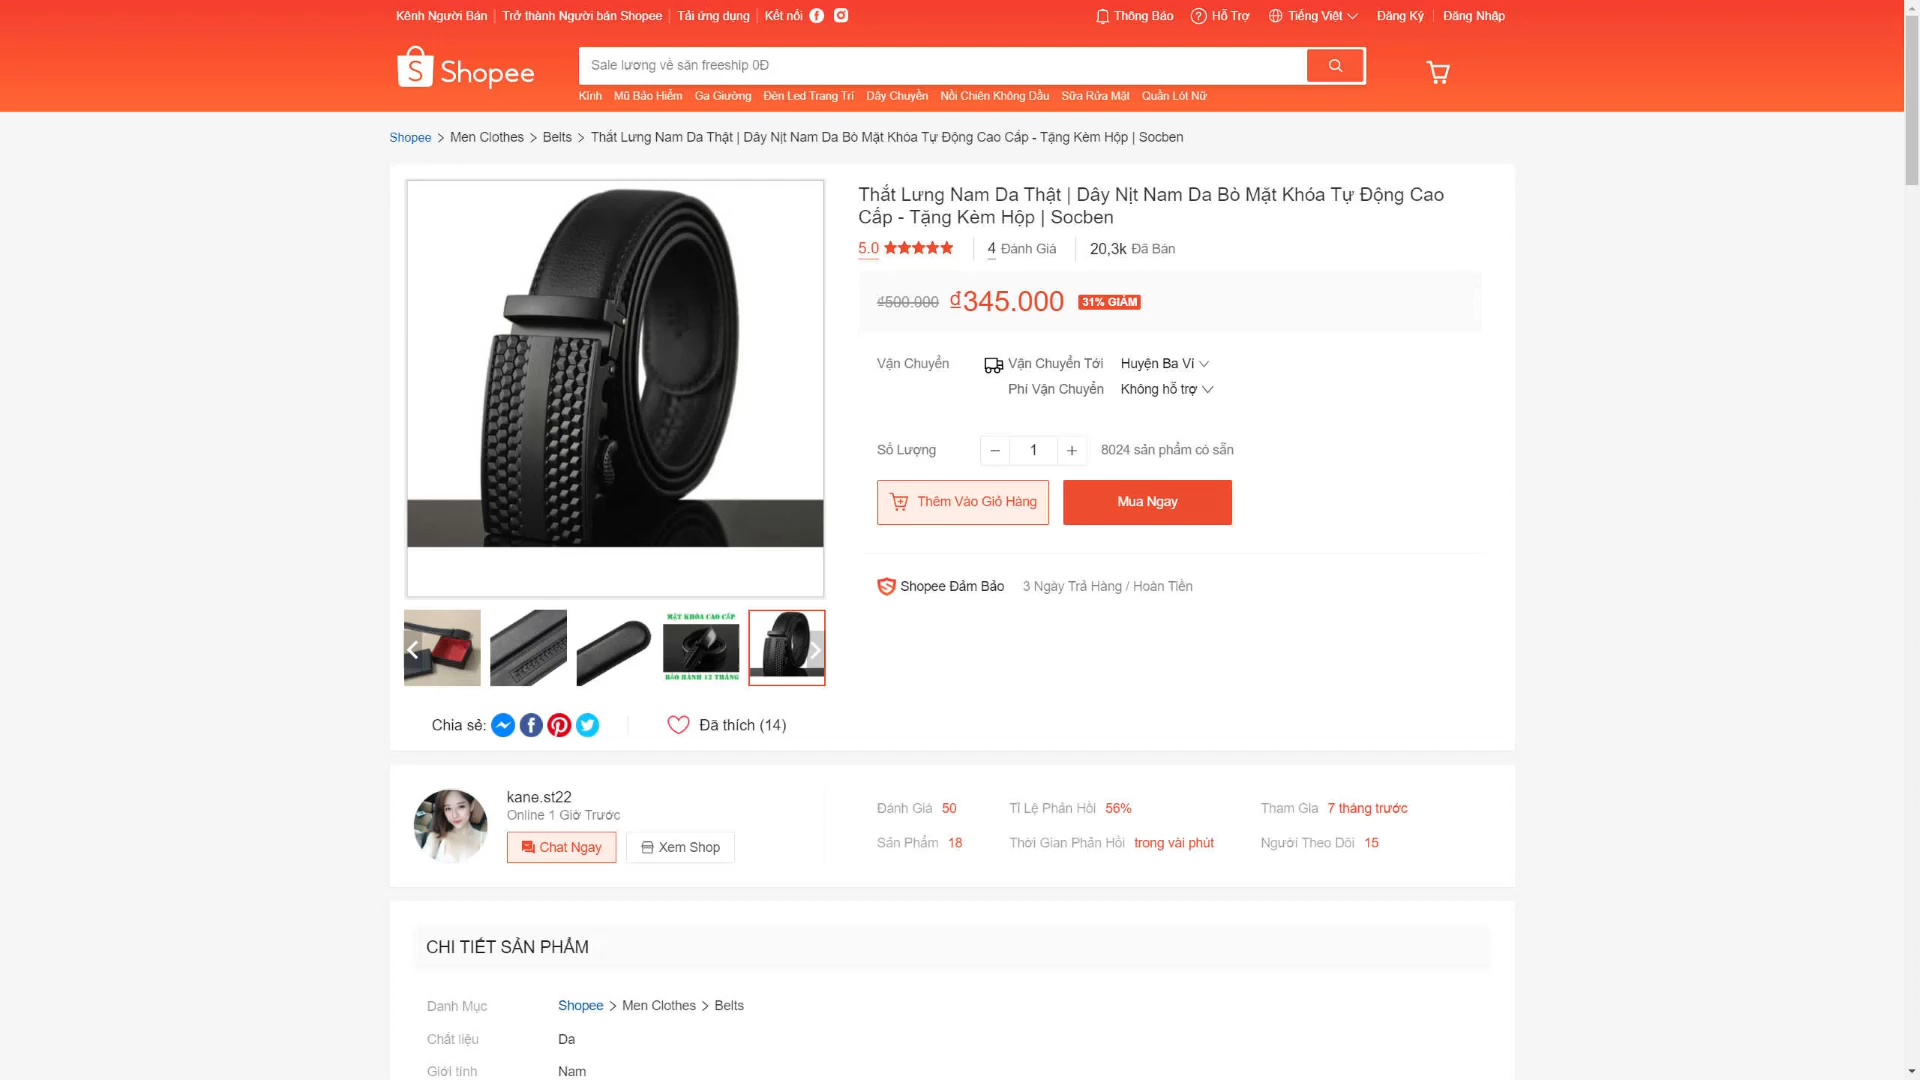 Kênh Người Bán
Trở thành Người bán Shopee
Tải ứng dụng
Kết nối
Thông Báo
Hỗ Trợ
Tiếng Việt
Đăng Ký
Đăng Nhập
Shopee
Sale lương về săn freeship 0Đ
Kính Mũ Bảo Hiểm Ga Giường Đèn Led Trang Trí Dây Chuyền Nồi Chiên Không Dầu Sữa Rửa Mặt Quần Lót Nữ
Shopee > Men Clothes > Belts > Thắt Lưng Nam Da Thật | Dây Nịt Nam Da Bò Mặt Khóa Tự Động Cao Cấp - Tặng Kèm Hộp | Socben
Thắt Lưng Nam Da Thật | Dây Nịt Nam Da Bò Mặt Khóa Tự Động Cao
Cấp - Tặng Kèm Hộp | Socben
5.0
4 Đánh Giá
20,3k Đã Bán
₫500.000 ₫345.000 31% GIẢM
Vận Chuyển
Vận Chuyển Tới Huyện Ba Vì
Phí Vận Chuyển Không hỗ trợ
Số Lượng
1
8024 sản phẩm có sẵn
Thêm Vào Giỏ Hàng
Mua Ngay
Shopee Đảm Bảo 3 Ngày Trả Hàng / Hoàn Tiền
MẶT KHÓA CAO CẤP
BẢO HÀNH 12 THÁNG
Chia sẻ:
Đã thích (14)
kane.st22
Online 1 Giờ Trước
Chat Ngay
Xem Shop
Đánh Giá 50
Tỉ Lệ Phản Hồi 56%
Tham Gia 7 tháng trước
Sản Phẩm 18
Thời Gian Phản Hồi trong vài phút
Người Theo Dõi 15
CHI TIẾT SẢN PHẨM
Danh Mục
Shopee > Men Clothes > Belts
Chất liệu
Da
Giới tính
Nam